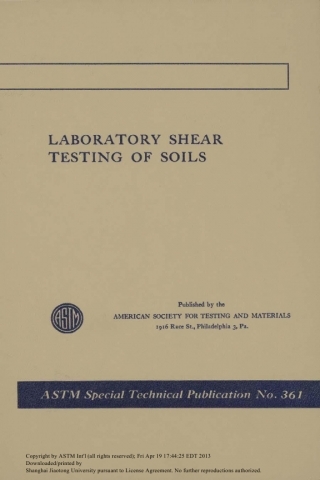 LABORATORY SHEAR
TESTING OF SOILS
ASTM
Published by the
AMERICAN SOCIETY FOR TESTING AND MATERIALS
1916 Race St., Philadelphia 3, Pa.
ASTM Special Technical Publication No. 361
Copyright by ASTM Int'l (all rights reserved); Fri Apr 19 17:44:25 EDT 2013
Downloaded/printed by
Shanghai Jiaotong University pursuant to License Agreement. No further reproductions authorized.